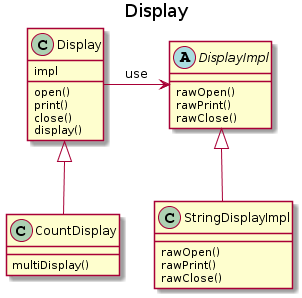 Display
C Display
impl
open()
print()
close()
display()
use
A DisplayImpl
rawOpen()
rawPrint()
rawClose()
C CountDisplay
multiDisplay()
C StringDisplayImpl
rawOpen()
rawPrint()
rawClose()